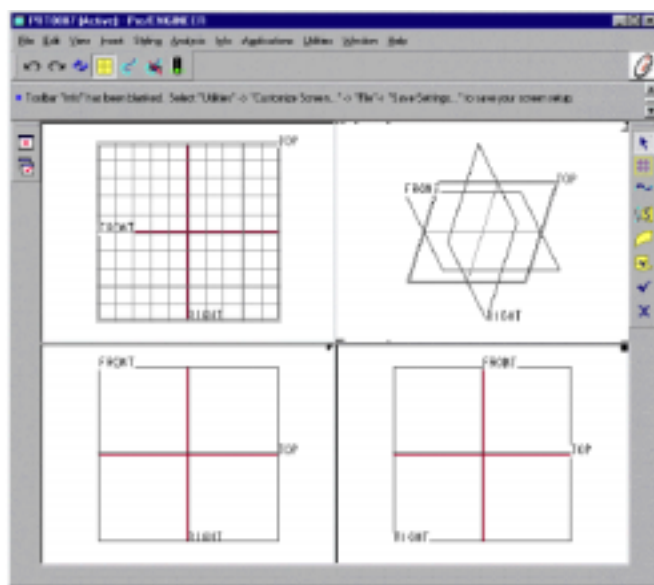 PRT0007 (Active) - Pro/ENGINEER
File Edit View Insert Styling Analysis Info Applications Utilities Window Help
Toolbar "Info" has been blanked. Select "Utilities" -> "Customize Screen..." -> "File"< "Save Settings..." to save your screen setup.
TOP
FRONT
RIGHT
FRONT
TOP
RIGHT
FRONT
TOP
RIGHT
FRONT
TOP
RIGHT